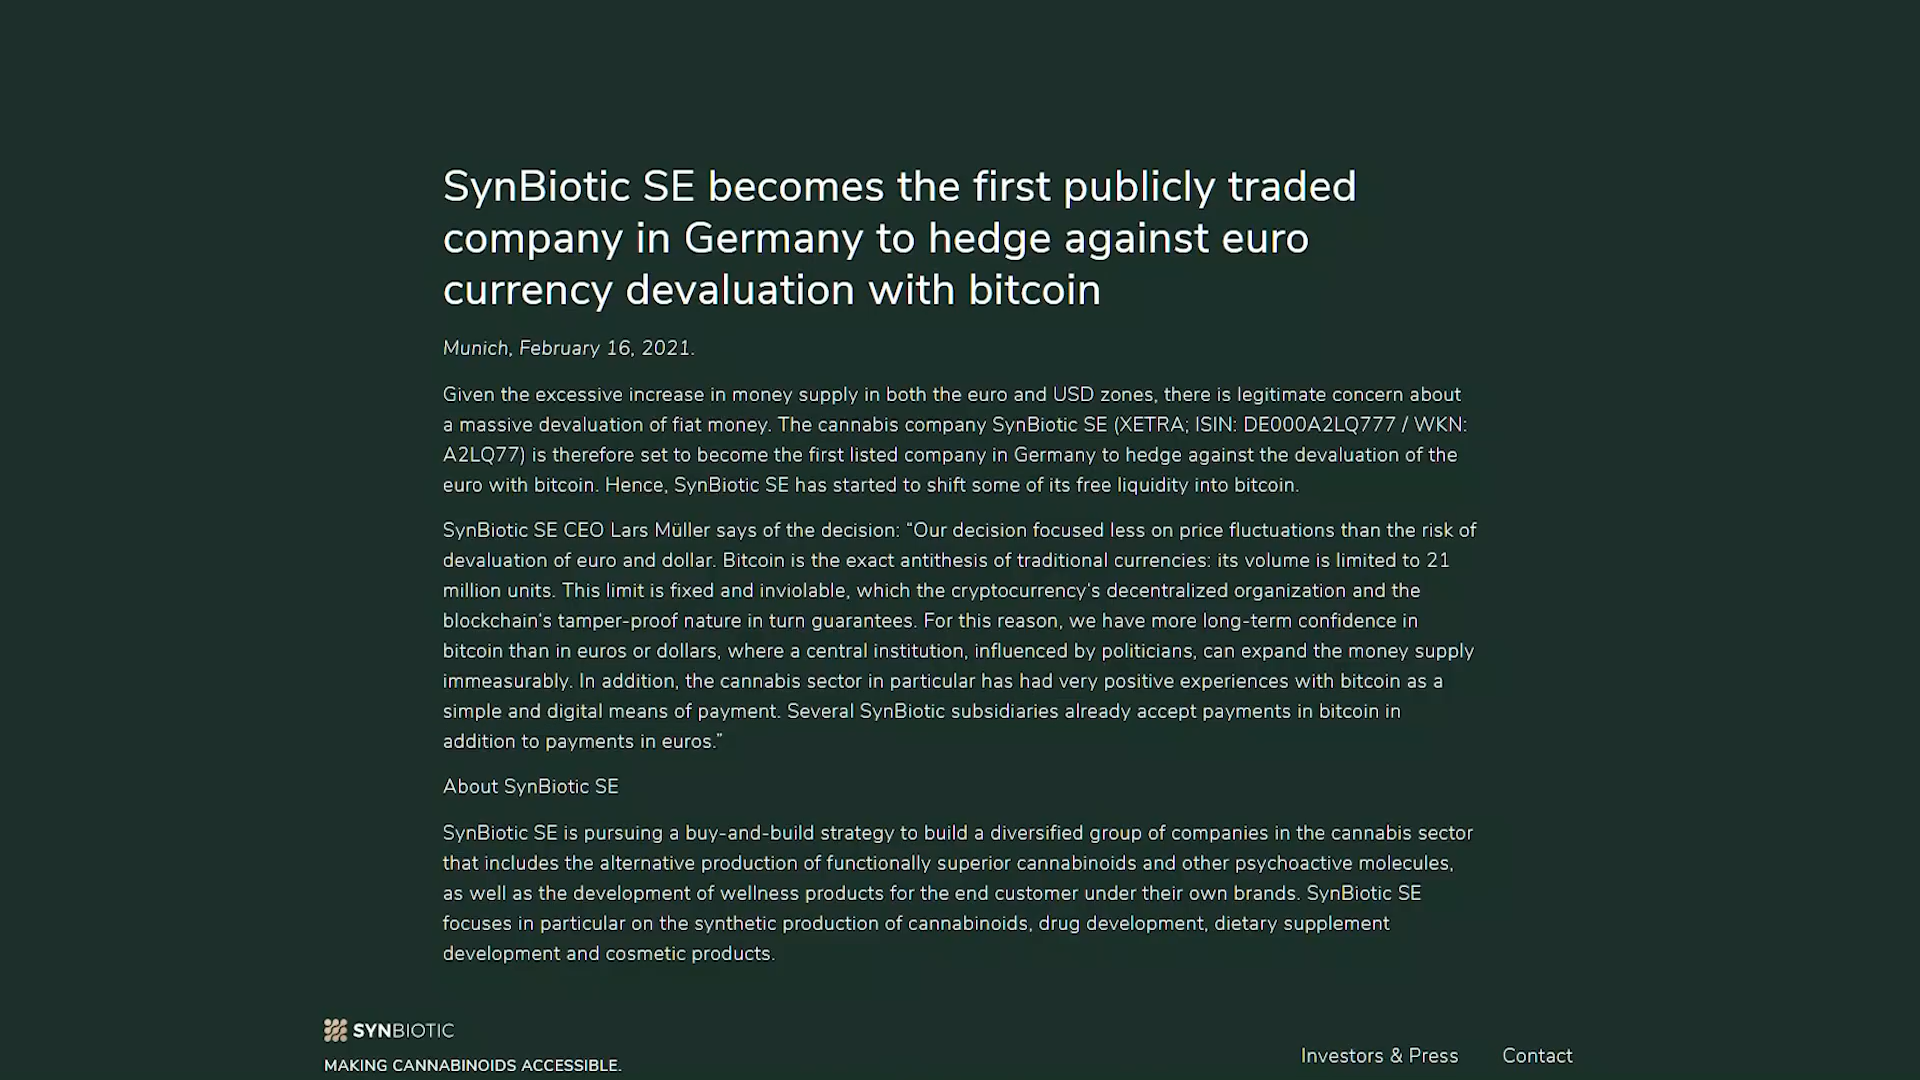 SynBiotic SE becomes the first publicly traded
company in Germany to hedge against euro
currency devaluation with bitcoin
Munich, February 16, 2021.
Given the excessive increase in money supply in both the euro and USD zones, there is legitimate concern about
a massive devaluation of fiat money. The cannabis company SynBiotic SE (XETRA; ISIN: DE000A2LQ777 / WKN:
A2LQ77) is therefore set to become the first listed company in Germany to hedge against the devaluation of the
euro with bitcoin. Hence, SynBiotic SE has started to shift some of its free liquidity into bitcoin.
SynBiotic SE CEO Lars Müller says of the decision: “Our decision focused less on price fluctuations than the risk of
devaluation of euro and dollar. Bitcoin is the exact antithesis of traditional currencies: its volume is limited to 21
million units. This limit is fixed and inviolable, which the cryptocurrency‘s decentralized organization and the
blockchain‘s tamper-proof nature in turn guarantees. For this reason, we have more long-term confidence in
bitcoin than in euros or dollars, where a central institution, influenced by politicians, can expand the money supply
immeasurably. In addition, the cannabis sector in particular has had very positive experiences with bitcoin as a
simple and digital means of payment. Several SynBiotic subsidiaries already accept payments in bitcoin in
addition to payments in euros.”
About SynBiotic SE
SynBiotic SE is pursuing a buy-and-build strategy to build a diversified group of companies in the cannabis sector
that includes the alternative production of functionally superior cannabinoids and other psychoactive molecules,
as well as the development of wellness products for the end customer under their own brands. SynBiotic SE
focuses in particular on the synthetic production of cannabinoids, drug development, dietary supplement
development and cosmetic products.
SYNBIOTIC
MAKING CANNABINOIDS ACCESSIBLE.
Investors & Press Contact